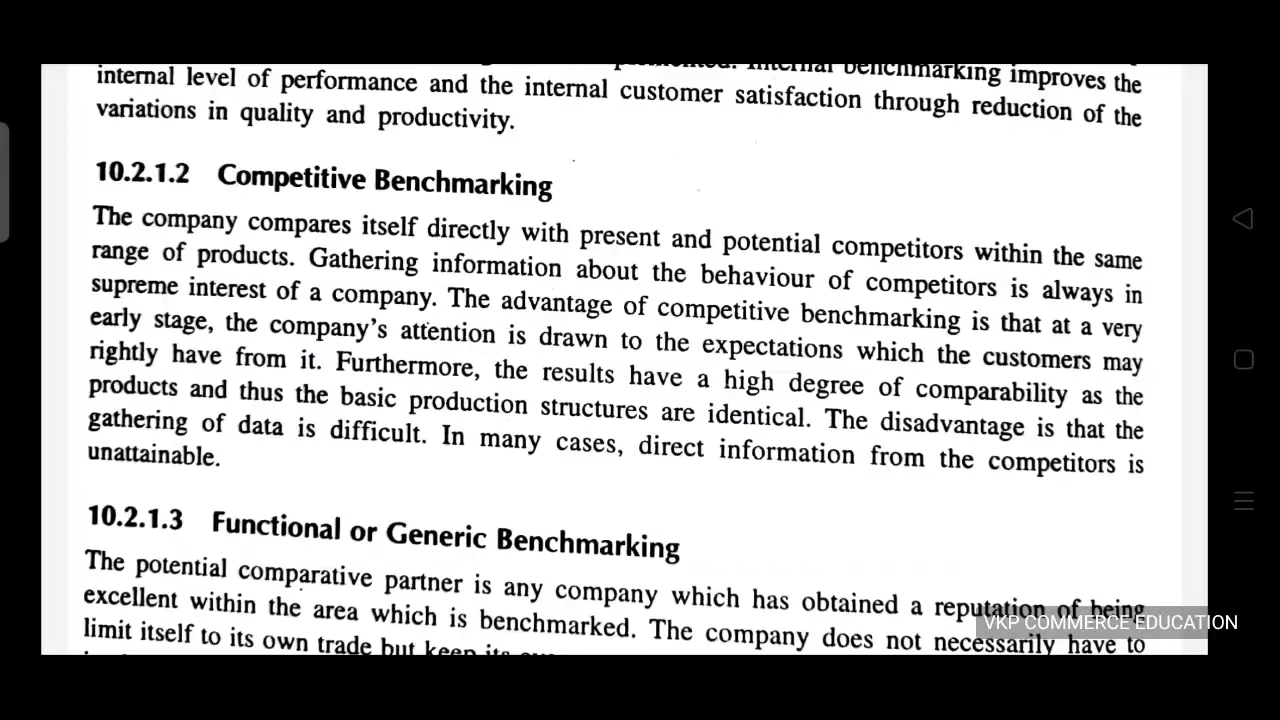 internal benchmarking improves the
internal level of performance and the internal customer satisfaction through reduction of the
variations in quality and productivity.
10.2.1.2 Competitive Benchmarking
The company compares itself directly with present and potential competitors within the same
range of products. Gathering information about the behaviour of competitors is always in
supreme interest of a company. The advantage of competitive benchmarking is that at a very
early stage, the company's attention is drawn to the expectations which the customers may
rightly have from it. Furthermore, the results have a high degree of comparability as the
products and thus the basic production structures are identical. The disadvantage is that the
gathering of data is difficult. In many cases, direct information from the competitors is
unattainable.
10.2.1.3 Functional or Generic Benchmarking
The potential comparative partner is any company which has obtained a reputation of being
excellent within the area which is benchmarked. The company does not necessarily have to
limit itself to its own trade but keep its
VKP COMMERCE EDUCATION